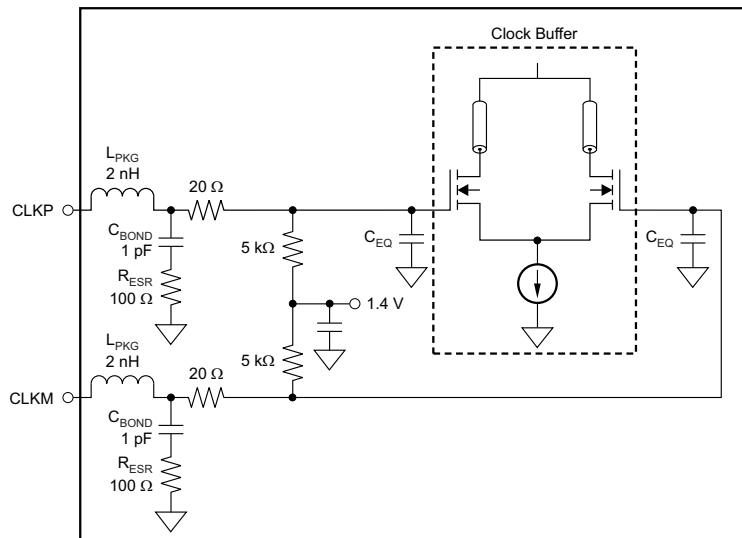 Clock Buffer
L_PKG
2 nH
20 Ω
CLKP
C_BOND
1 pF
5 kΩ
C_EQ
C_EQ
R_ESR
100 Ω
1.4 V
L_PKG
2 nH
5 kΩ
20 Ω
CLKM
C_BOND
1 pF
R_ESR
100 Ω